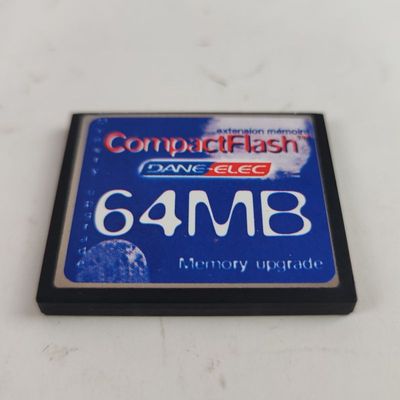 extension mémoire
CompactFlash™
DANE-ELEC
64MB
Memory upgrade